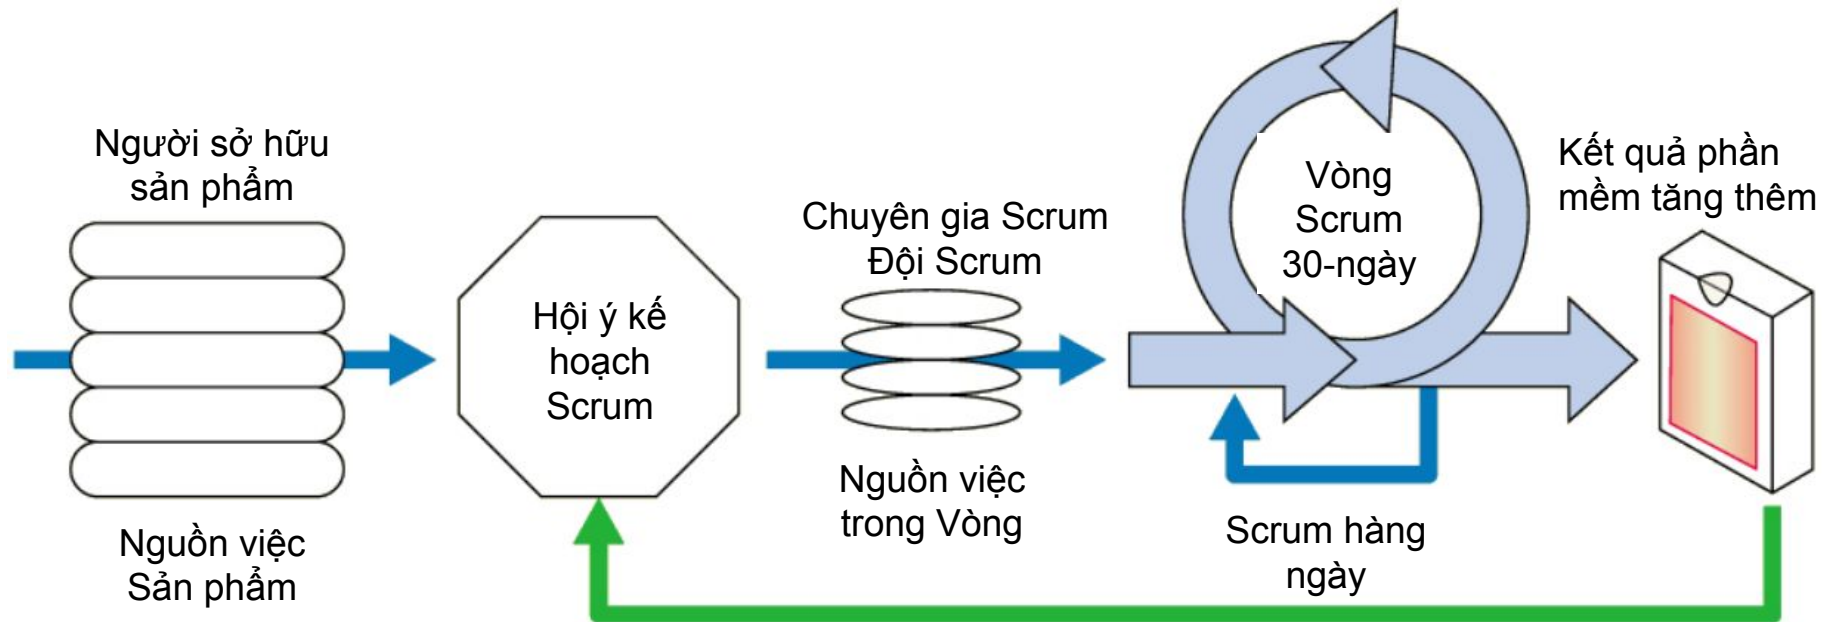 Người sở hữu
sản phẩm
Nguồn việc
Sản phẩm
Hội ý kế
hoạch
Scrum
Chuyên gia Scrum
Đội Scrum
Nguồn việc
trong Vòng
Vòng
Scrum
30-ngày
Scrum hàng
ngày
Kết quả phần
mềm tăng thêm